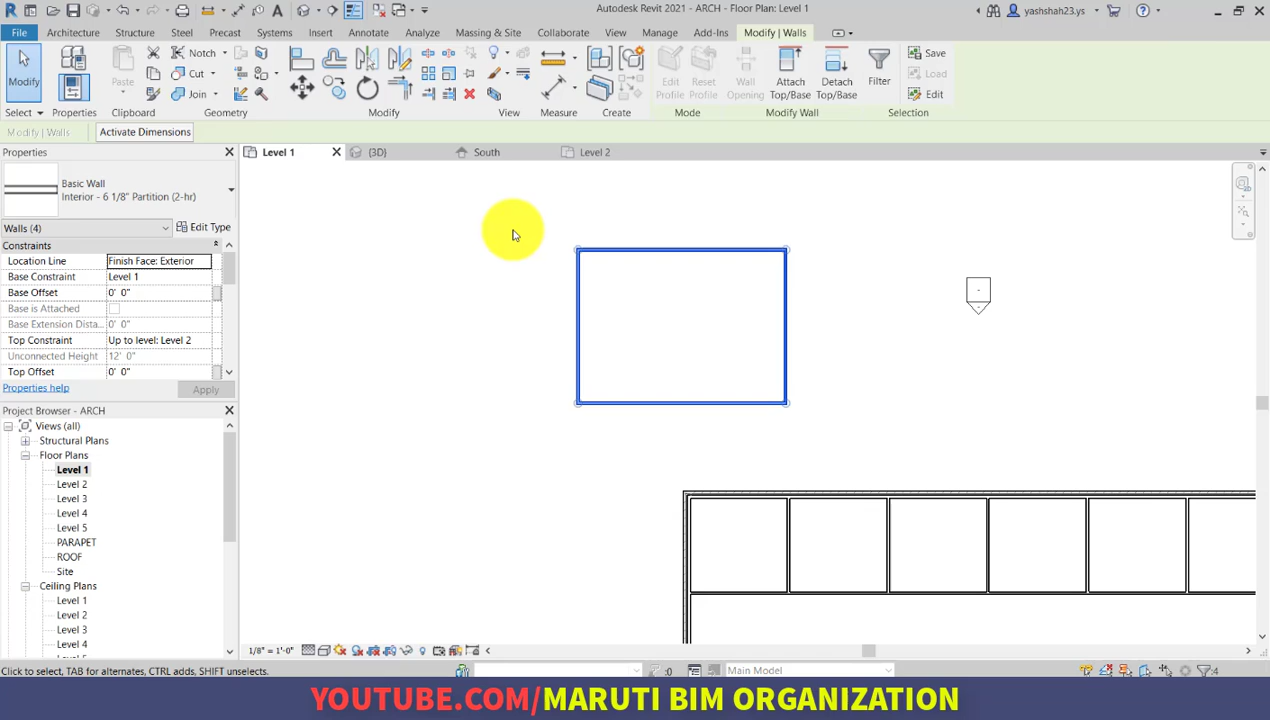 Autodesk Revit 2021 - ARCH - Floor Plan: Level 1
yashshah23.ys
File Architecture Structure Steel Precast Systems Insert Annotate Analyze Massing & Site Collaborate View Manage Add-Ins Modify | Walls
Modify
Paste
Notch
Cut
Join
Edit Profile
Reset Profile
Wall Opening
Attach Top/Base
Detach Top/Base
Filter
Save
Load
Edit
Select Properties Clipboard Geometry Modify View Measure Create Mode Modify Wall Selection
Modify | Walls Activate Dimensions
Properties
Level 1 {3D} South Level 2
Basic Wall
Interior - 6 1/8" Partition (2-hr)
Walls (4) Edit Type
Constraints
Location Line Finish Face: Exterior
Base Constraint Level 1
Base Offset 0' 0"
Base is Attached
Base Extension Dista... 0' 0"
Top Constraint Up to level: Level 2
Unconnected Height 12' 0"
Top Offset 0' 0"
Properties help Apply
Project Browser - ARCH
Views (all)
Structural Plans
Floor Plans
Level 1
Level 2
Level 3
Level 4
Level 5
PARAPET
ROOF
Site
Ceiling Plans
Level 1
Level 2
Level 3
Level 4
1/8" = 1'-0"
Click to select, TAB for alternates, CTRL adds, SHIFT unselects.
:0
Main Model
:4
YOUTUBE.COM/MARUTI BIM ORGANIZATION